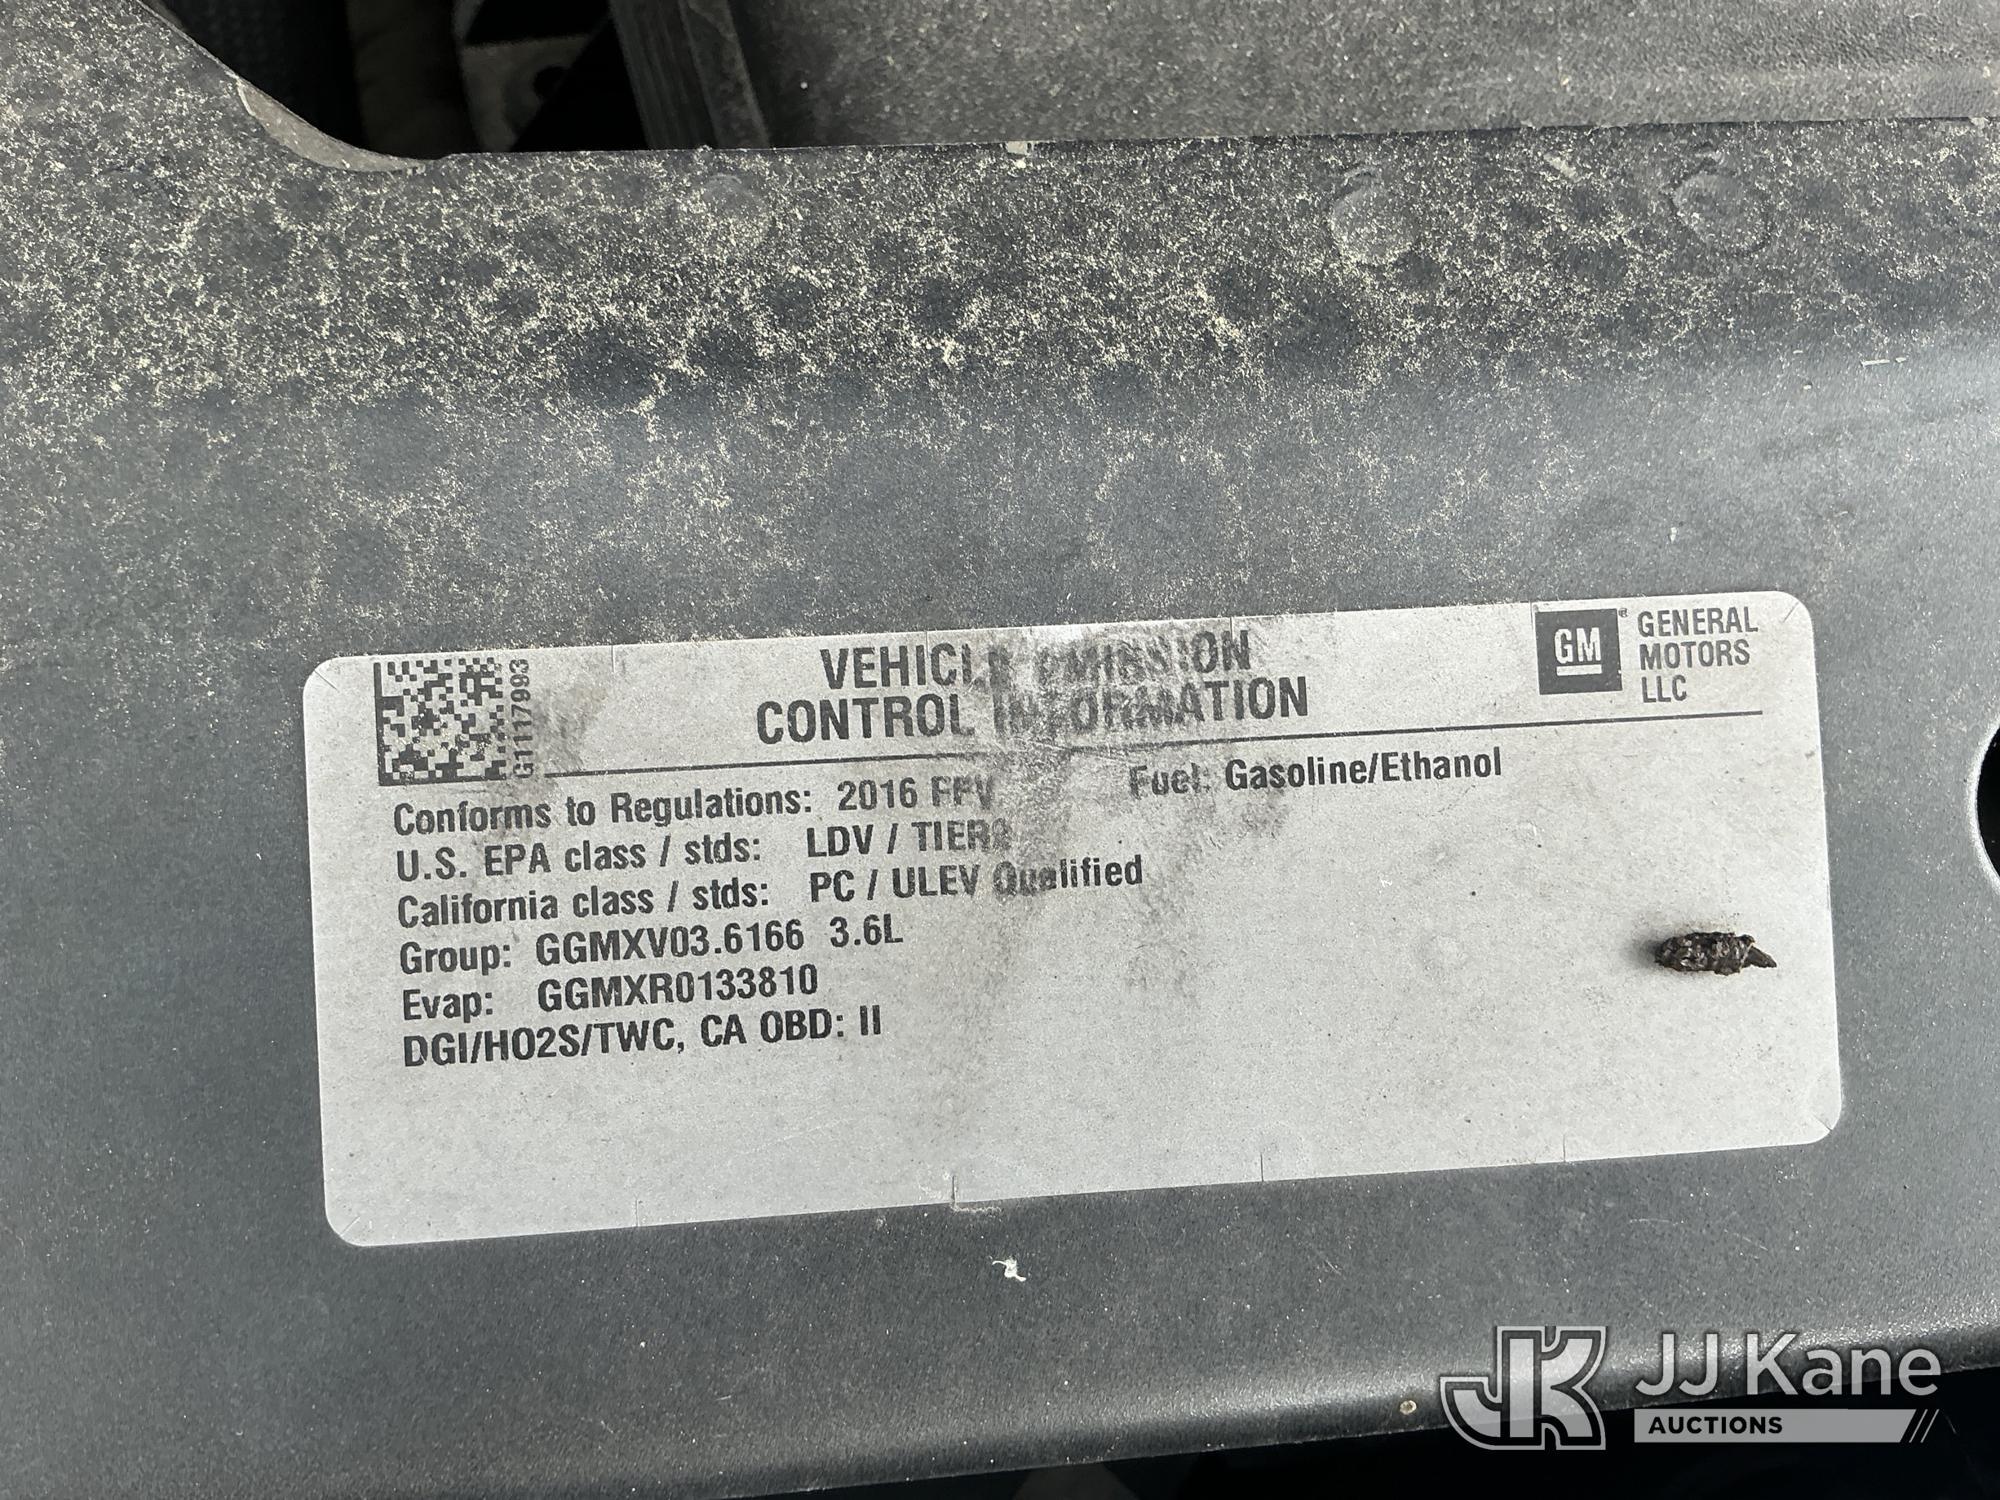 G1117993
VEHICLE EMISSION
CONTROL INFORMATION
GM
GENERAL
MOTORS
LLC
Conforms to Regulations: 2016 FFV Fuel: Gasoline/Ethanol
U.S. EPA class / stds: LDV / TIER2
California class / stds: PC / ULEV Qualified
Group: GGMXV03.6166 3.6L
Evap: GGMXR0133810
DGI/HO2S/TWC, CA OBD: II
JK JJ Kane
AUCTIONS